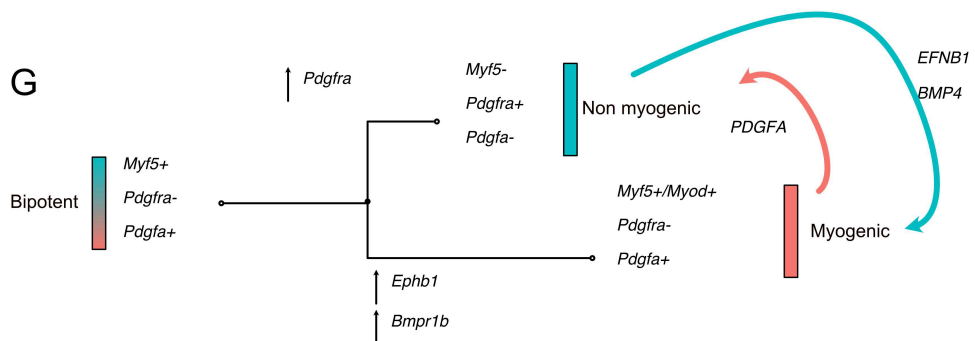 G
Pdgfra
Myf5-
Pdgfra+
Pdgfa-
Non myogenic
EFNB1
BMP4
PDGFA
Bipotent
Myf5+
Pdgfra-
Pdgfa+
Myf5+/Myod+
Pdgfra-
Pdgfa+
Myogenic
Ephb1
Bmpr1b